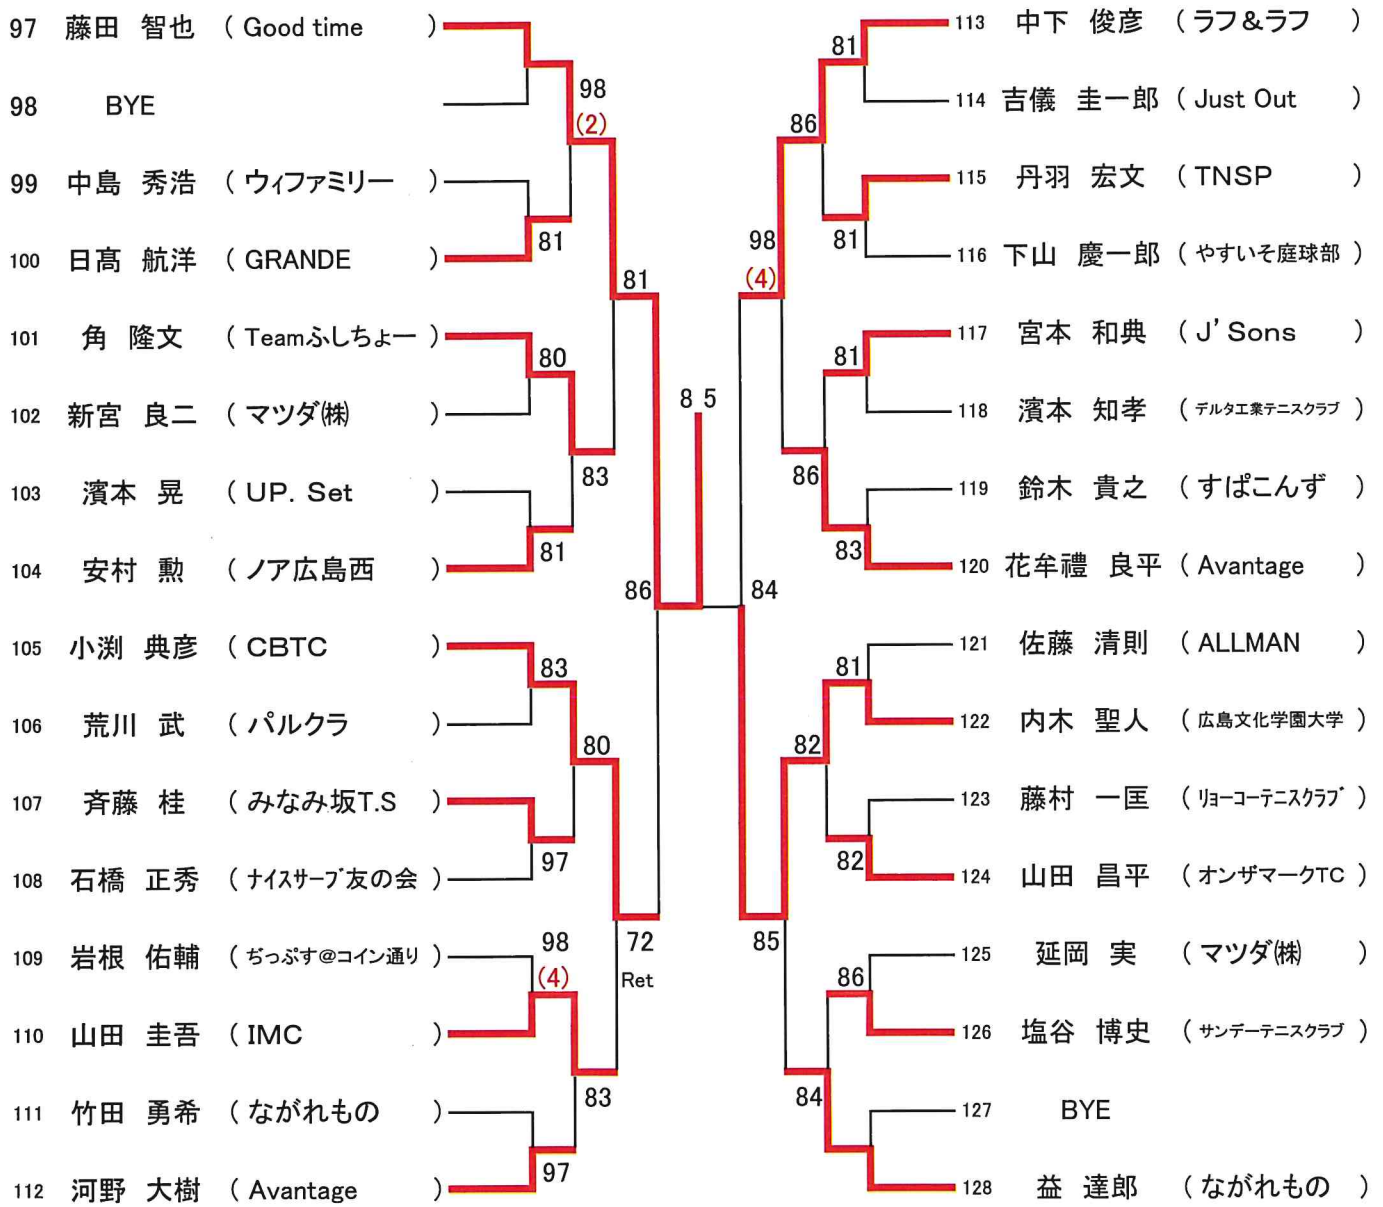 97 藤田 智也 ( Good time )
98 BYE
99 中島 秀浩 ( ウィファミリー )
100 日髙 航洋 ( GRANDE )
101 角 隆文 ( Teamふしちょー )
102 新宮 良二 ( マツダ㈱ )
103 濱本 晃 ( UP. Set )
104 安村 勲 ( ノア広島西 )
105 小渕 典彦 ( CBTC )
106 荒川 武 ( パルクラ )
107 斉藤 桂 ( みなみ坂T.S )
108 石橋 正秀 ( ナイスサーブ友の会 )
109 岩根 佑輔 ( ぢっぷす@コイン通り )
110 山田 圭吾 ( IMC )
111 竹田 勇希 ( ながれもの )
112 河野 大樹 ( Avantage )
98
(2)
81
81
80
83
81
86
83
80
97
98
(4)
72
Ret
83
97
8 5
81
86
81
98
(4)
81
86
83
84
81
82
82
85
86
84
113 中下 俊彦 ( ラフ&ラフ )
114 吉儀 圭一郎 ( Just Out )
115 丹羽 宏文 ( TNSP )
116 下山 慶一郎 ( やすいそ庭球部 )
117 宮本 和典 ( J' Sons )
118 濱本 知孝 ( デルタ工業テニスクラブ )
119 鈴木 貴之 ( すぱこんず )
120 花牟禮 良平 ( Avantage )
121 佐藤 清則 ( ALLMAN )
122 内木 聖人 ( 広島文化学園大学 )
123 藤村 一匡 ( リョーコーテニスクラブ )
124 山田 昌平 ( オンザマークTC )
125 延岡 実 ( マツダ㈱ )
126 塩谷 博史 ( サンデーテニスクラブ )
127 BYE
128 益 達郎 ( ながれもの )